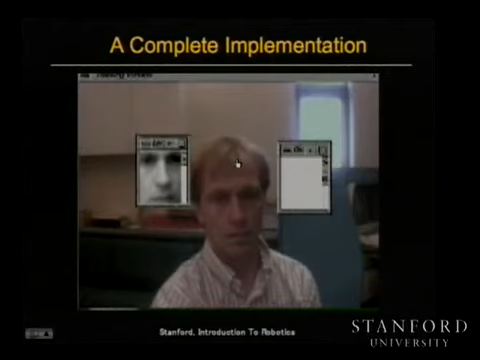 A Complete Implementation
Stanford, Introduction To Robotics
STANFORD
UNIVERSITY